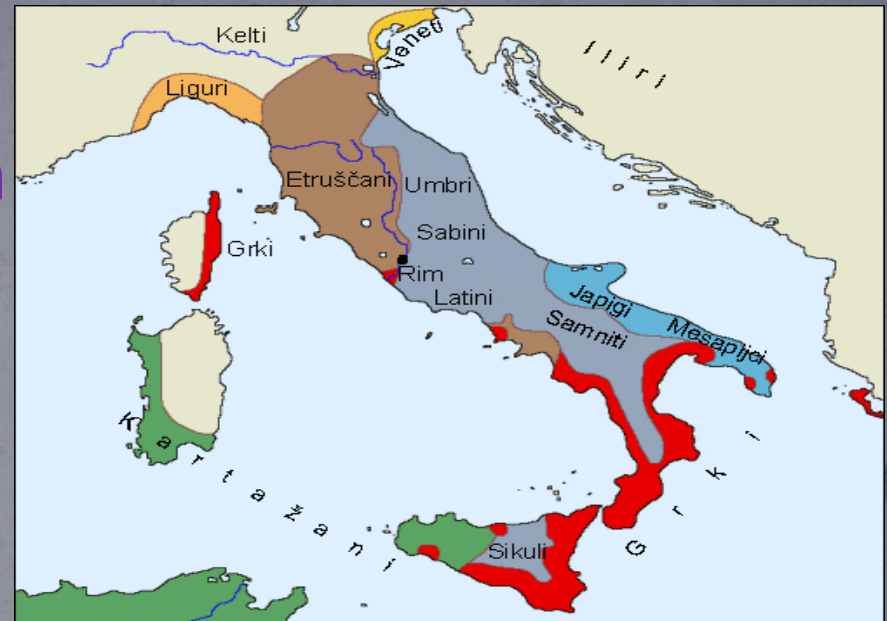 Kelti
Veneti
Iliri
Liguri
Etruščani
Umbri
Sabini
Grki
Rim
Latini
Japigi
Samniti
Mesapijci
Kartažani
Grki
Sikuli